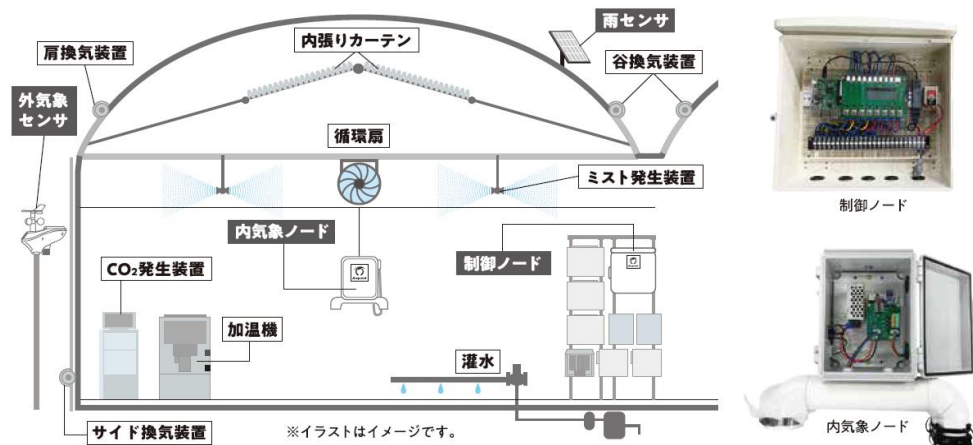 肩換気装置
内張りカーテン
雨センサ
谷換気装置
外気象
センサ
循環扇
ミスト発生装置
内気象ノード
制御ノード
CO₂発生装置
加温機
灌水
サイド換気装置
※イラストはイメージです。
制御ノード
内気象ノード